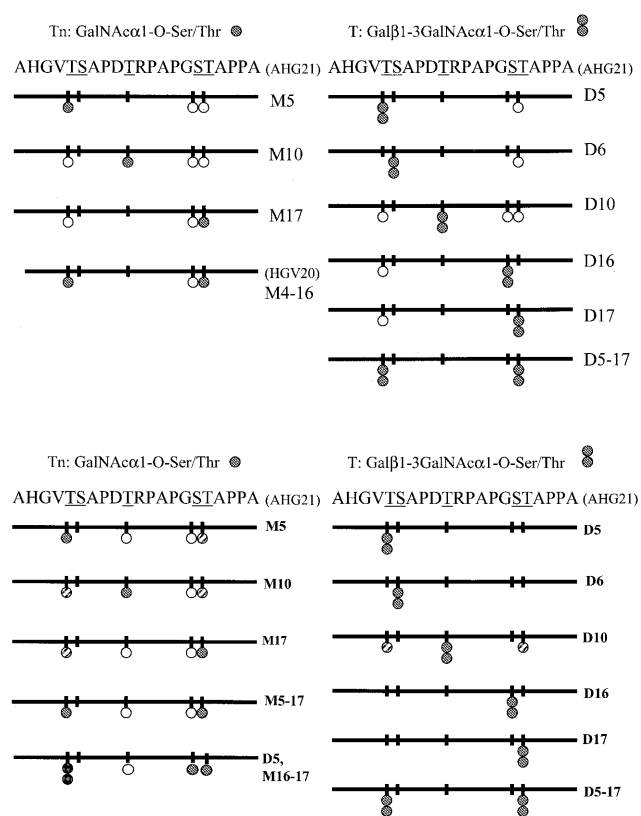 Tn: GalNAcα1-O-Ser/Thr
AHGVTSAPDTRPAPGSTAPPA (AHG21)
M5
M10
M17
(HGV20)
M4-16
T: Galβ1-3GalNAcα1-O-Ser/Thr
AHGVTSAPDTRPAPGSTAPPA (AHG21)
D5
D6
D10
D16
D17
D5-17
Tn: GalNAcα1-O-Ser/Thr
AHGVTSAPDTRPAPGSTAPPA (AHG21)
M5
M10
M17
M5-17
D5,
M16-17
T: Galβ1-3GalNAcα1-O-Ser/Thr
AHGVTSAPDTRPAPGSTAPPA (AHG21)
D5
D6
D10
D16
D17
D5-17